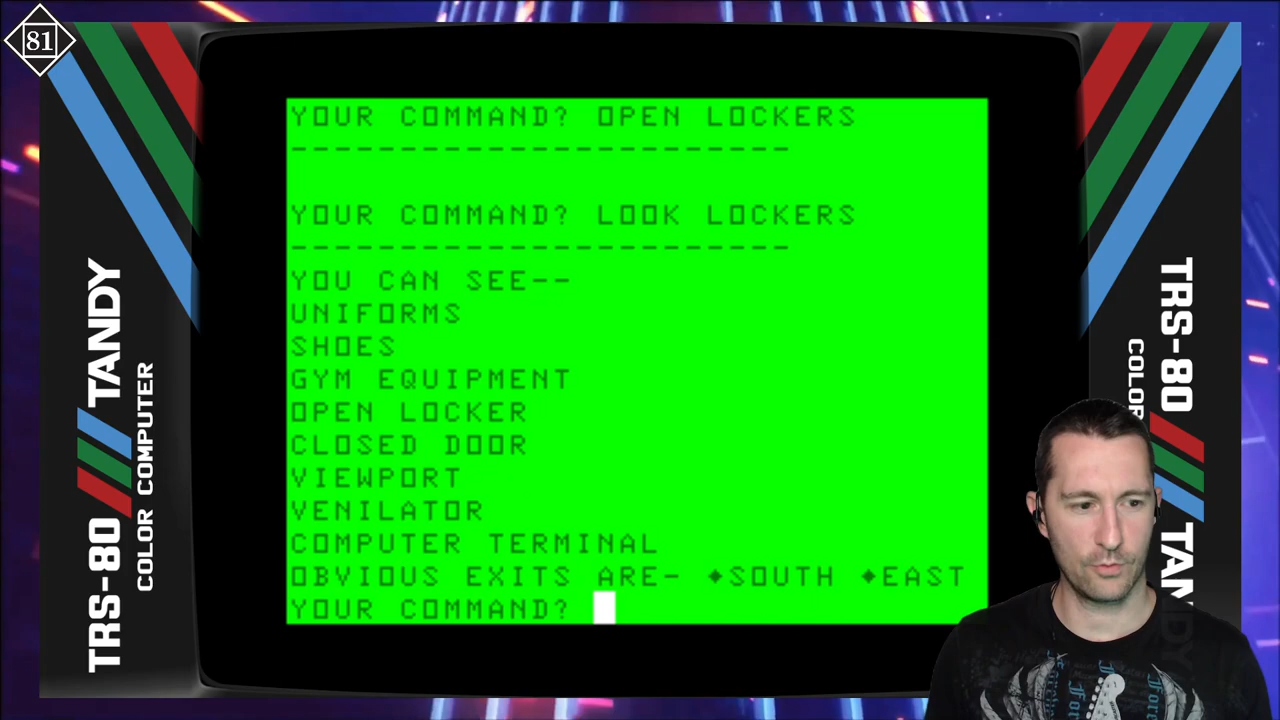 81
YOUR COMMAND? OPEN LOCKERS
-----------------------
YOUR COMMAND? LOOK LOCKERS
-----------------------
YOU CAN SEE--
UNIFORMS
SHOES
GYM EQUIPMENT
OPEN LOCKER
CLOSED DOOR
VIEWPORT
VENILATOR
COMPUTER TERMINAL
OBVIOUS EXITS ARE- ♦SOUTH ♦EAST
YOUR COMMAND?
TRS-80 TANDY
COLOR COMPUTER
TRS-80 TAN
COLOR